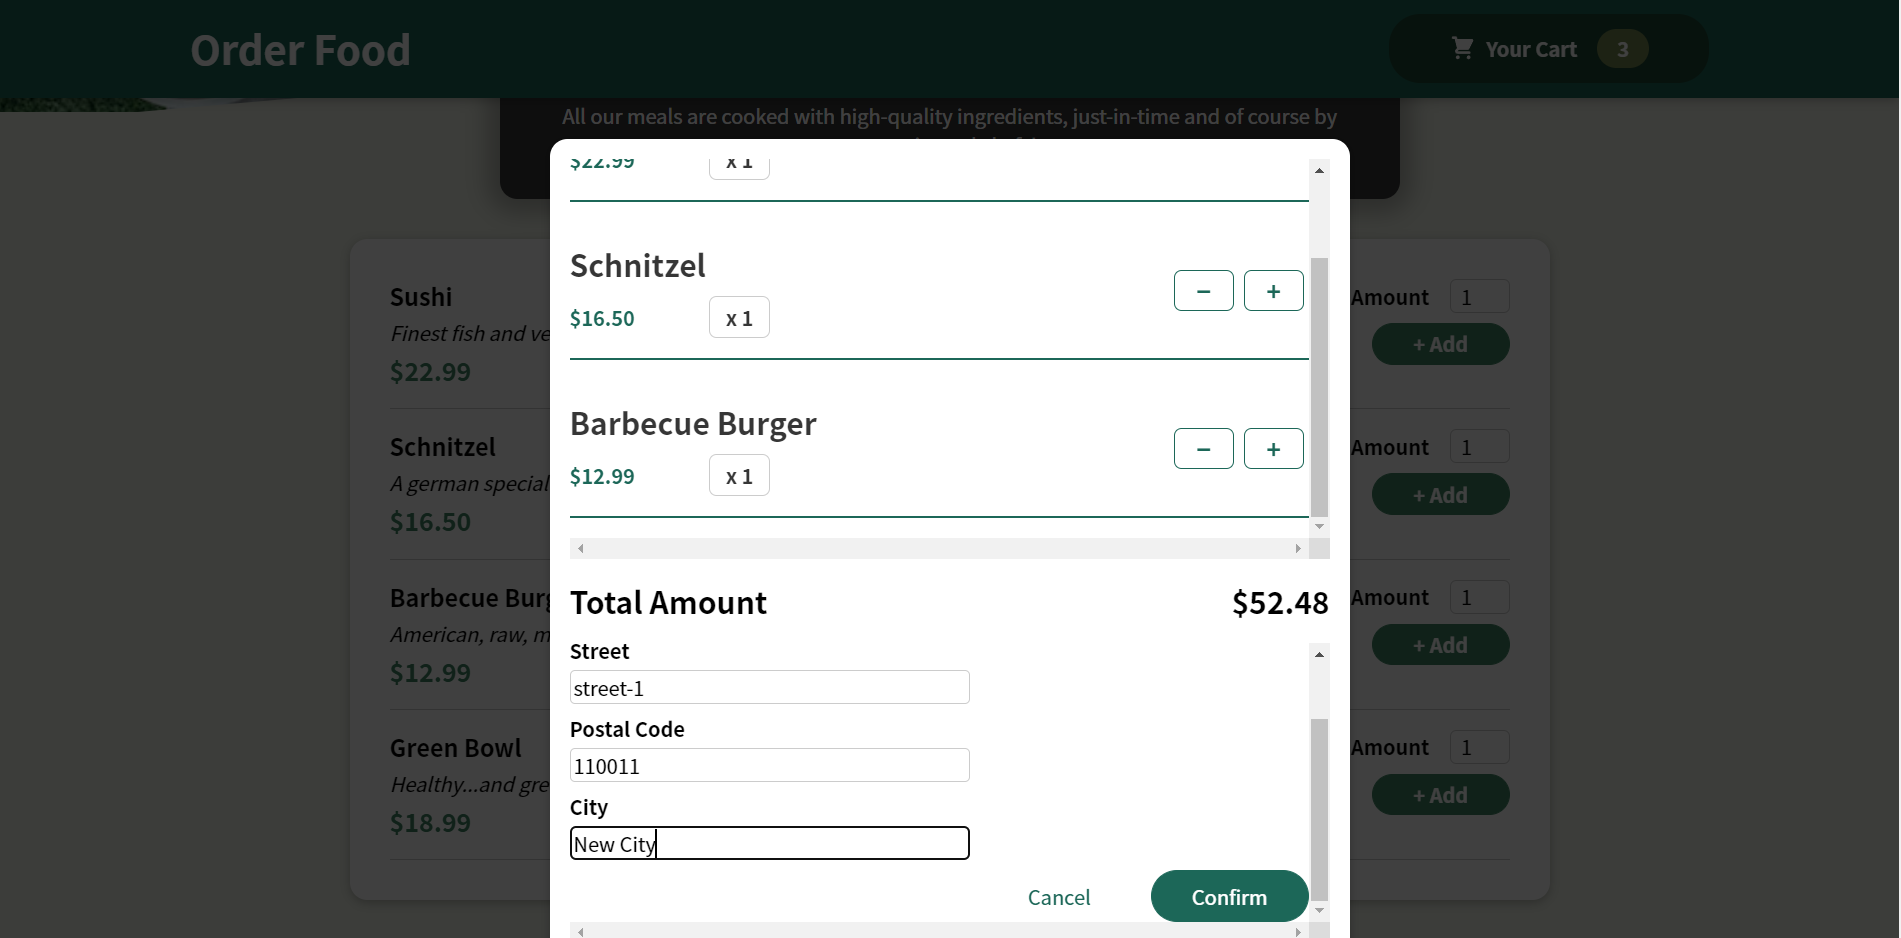 Order Food
Your Cart 3
All our meals are cooked with high-quality ingredients, just-in-time and of course by
$22.99 x 1
Schnitzel
$16.50 x 1
− +
Barbecue Burger
$12.99 x 1
− +
Total Amount $52.48
Street
street-1
Postal Code
110011
City
New City
Cancel Confirm
Sushi
Finest fish and ve
$22.99
Amount 1
+ Add
Schnitzel
A german special
$16.50
Amount 1
+ Add
Barbecue Burg
American, raw, m
$12.99
Amount 1
+ Add
Green Bowl
Healthy...and gre
$18.99
Amount 1
+ Add